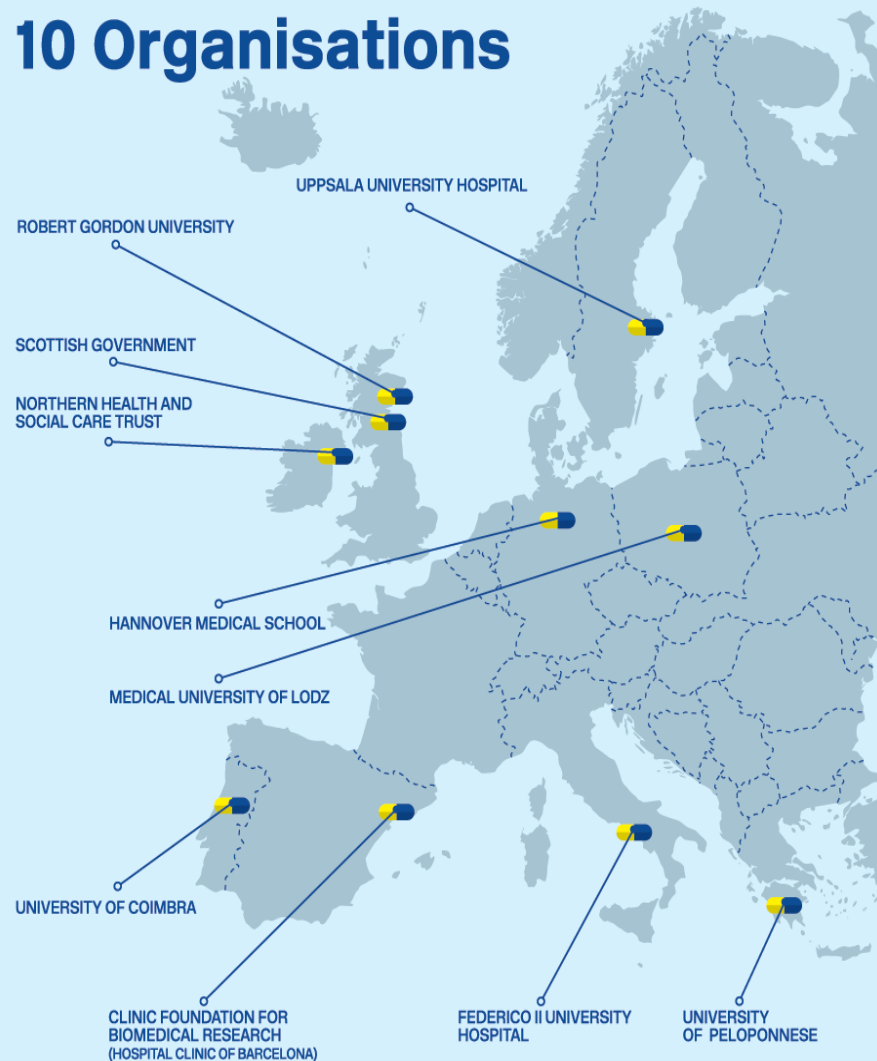 10 Organisations
UPPSALA UNIVERSITY HOSPITAL
ROBERT GORDON UNIVERSITY
SCOTTISH GOVERNMENT
NORTHERN HEALTH AND
SOCIAL CARE TRUST
HANNOVER MEDICAL SCHOOL
MEDICAL UNIVERSITY OF LODZ
UNIVERSITY OF COIMBRA
CLINIC FOUNDATION FOR
BIOMEDICAL RESEARCH
(HOSPITAL CLINIC OF BARCELONA)
FEDERICO II UNIVERSITY
HOSPITAL
UNIVERSITY
OF PELOPONNESE